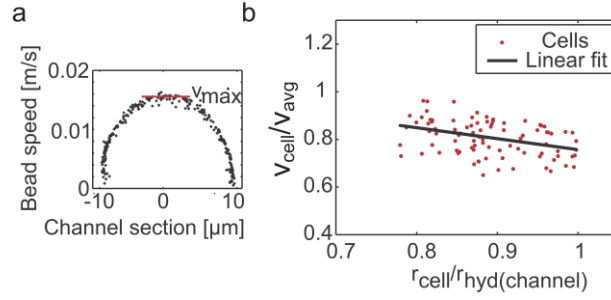 a
Bead speed [m/s]
0.02
0.01
0
-10
0
10
Channel section [μm]
vmax
b
vcell/vavg
1.2
1
0.8
0.6
0.4
0.7
0.8
0.9
1
rcell/rhyd(channel)
Cells
Linear fit